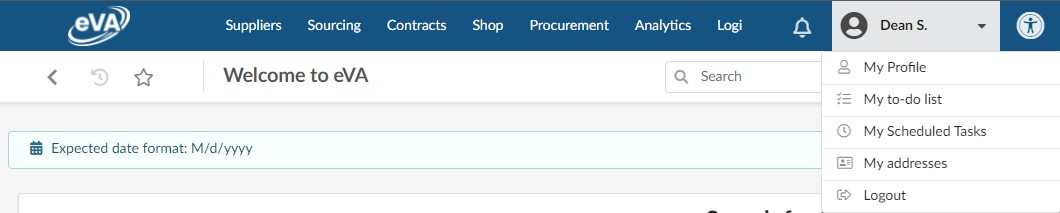 eVA
Suppliers Sourcing Contracts Shop Procurement Analytics Logi Dean S.
Welcome to eVA Search
My Profile
My to-do list
My Scheduled Tasks
My addresses
Logout
Expected date format: M/d/yyyy